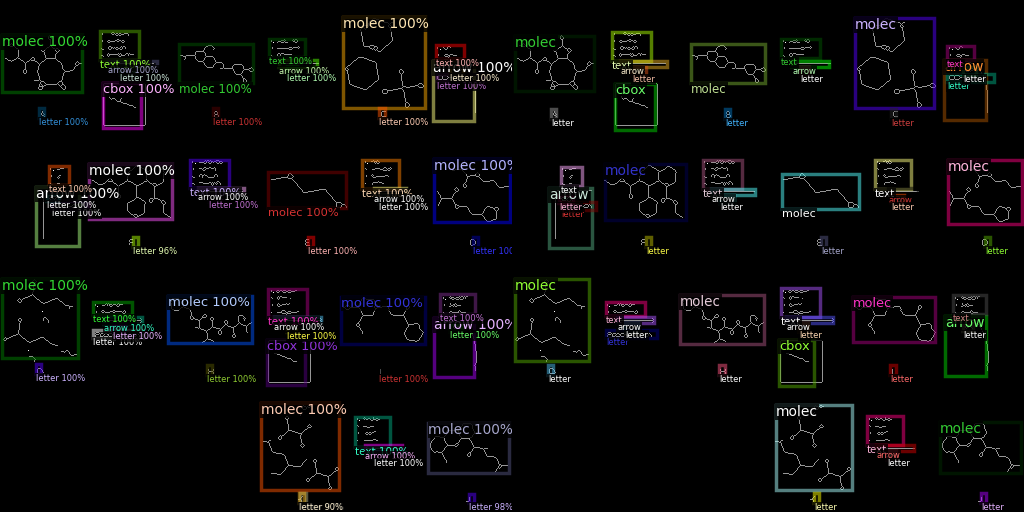 molec 100%
text 100%
arrow 100%
letter 100%
cbox 100%
letter 100%
molec 100%
letter 100%
text 100%
arrow 100%
letter 100%
molec 100%
letter 100%
text 100%
arrow 100%
letter 100%
letter 100%
molec
letter
text
arrow
letter
cbox
molec
letter
text
arrow
letter
molec
letter
text
arrow
letter
text 100%
arrow 100%
letter 100%
letter 100%
molec 100%
letter 96%
text 100%
arrow 100%
letter 100%
molec 100%
letter 100%
text 100%
arrow 100%
letter 100%
molec 100%
letter 100
text
arrow
letter
letter
molec
letter
text
arrow
letter
molec
letter
text
arrow
letter
molec
letter
molec 100%
letter 100%
text 100%
arrow 100%
letter 100%
letter 100%
molec 100%
letter 100%
text 100%
arrow 100%
letter 100%
cbox 100%
molec 100%
letter 100%
text 100%
arrow 100%
letter 100%
molec
letter
text
arrow
letter
letter
molec
letter
text
arrow
letter
cbox
molec
letter
text
arrow
letter
molec 100%
letter 90%
text 100%
arrow 100%
letter 100%
molec 100%
letter 98%
molec
letter
text
arrow
letter
molec
letter